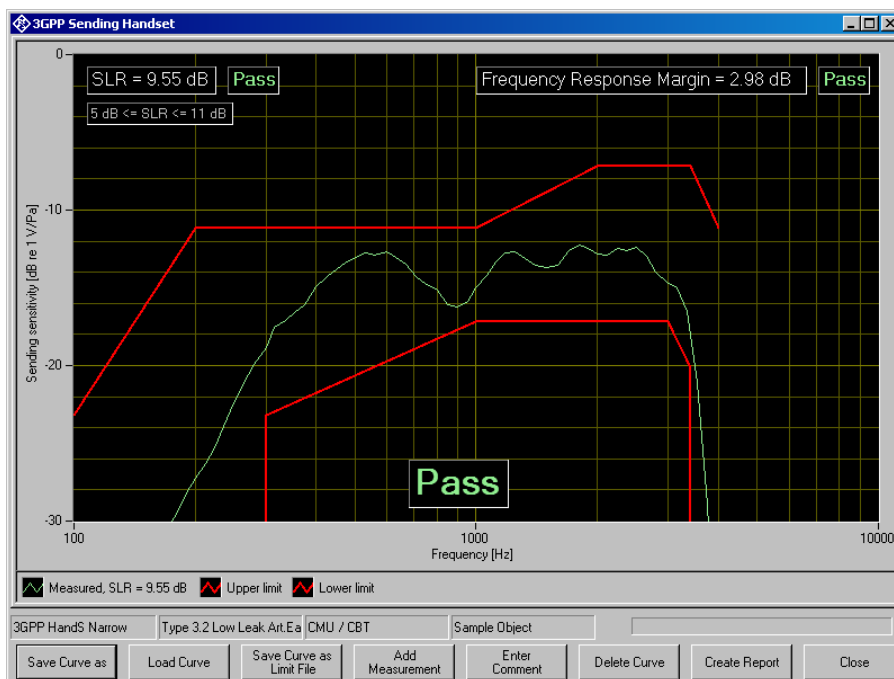 3GPP Sending Handset
0
SLR = 9.55 dB Pass Frequency Response Margin = 2.98 dB Pass
5 dB <= SLR <= 11 dB
-10
Sending sensitivity [dB re 1 V/Pa]
-20
Pass
-30
100 1000 10000
Frequency [Hz]
Measured, SLR = 9.55 dB Upper limit Lower limit
3GPP HandS Narrow Type 3.2 Low Leak Art.Ea CMU / CBT Sample Object
Save Curve as Load Curve Save Curve as Limit File Add Measurement Enter Comment Delete Curve Create Report Close